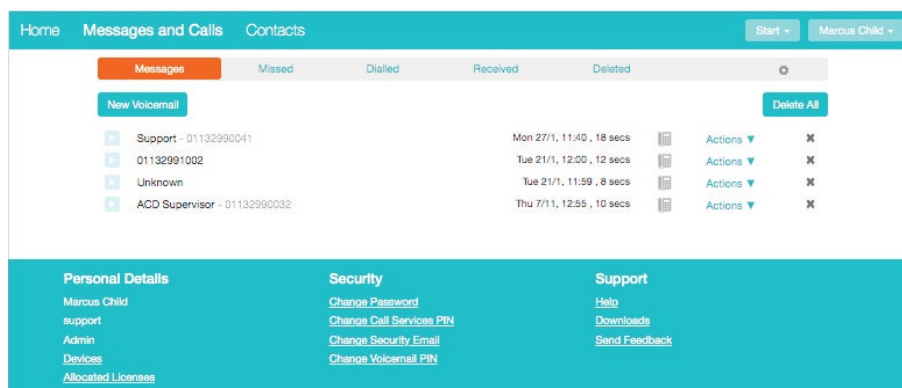 Home Messages and Calls Contacts Start Marcus Child
Messages Missed Dialled Received Deleted
New Voicemail Delete All
Support - 01132990041 Mon 27/1, 11:40 , 18 secs Actions ▼
01132991002 Tue 21/1, 12:00 , 12 secs Actions ▼
Unknown Tue 21/1, 11:59 , 8 secs Actions ▼
ACD Supervisor - 01132990032 Thu 7/11, 12:55 , 10 secs Actions ▼
Personal Details Security Support
Marcus Child Change Password Help
support Change Call Services PIN Downloads
Admin Change Security Email Send Feedback
Devices Change Voicemail PIN
Allocated Licenses